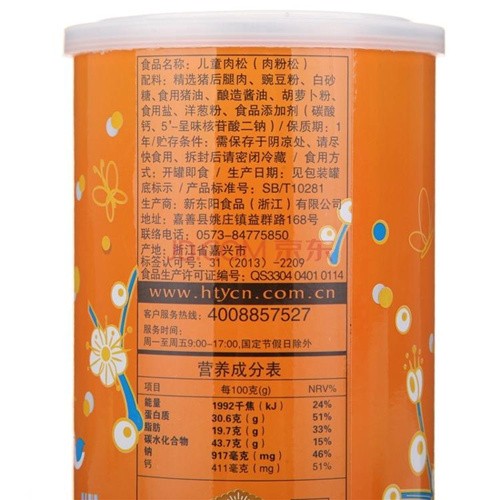 食品名称：儿童肉松（肉粉松）
配料：精选猪后腿肉、豌豆粉、白砂
糖、食用猪油、酿造酱油、胡萝卜粉、
食用盐、洋葱粉、食品添加剂（碳酸
钙、5'-呈味核苷酸二钠）/保质期：1
年/贮存条件：需保存于阴凉处、请尽
快食用、拆封后请密闭冷藏 /食用方
式：开罐即食 / 生产日期：见包装罐
底标示 / 产品标准号：SB/T10281
生产商：新东阳食品（浙江）有限公司
地址：嘉善县姚庄镇益群路168号
联络电话：0573-84775850
产地：浙江省嘉兴市
标签认可号：31（2013）-2209
食品生产许可证编号：QS3304 0401 0114
www.htycn.com.cn
客户服务热线：4008857527
服务时间：
周一至周五9:00-17:00,国定节假日除外
营养成分表
项目 每100克(g) NRV%
能量 1992千焦（kJ） 24%
蛋白质 30.6克（g） 51%
脂肪 19.7克（g） 33%
碳水化合物 43.7克（g） 15%
钠 917毫克（mg） 46%
钙 411毫克（mg） 51%